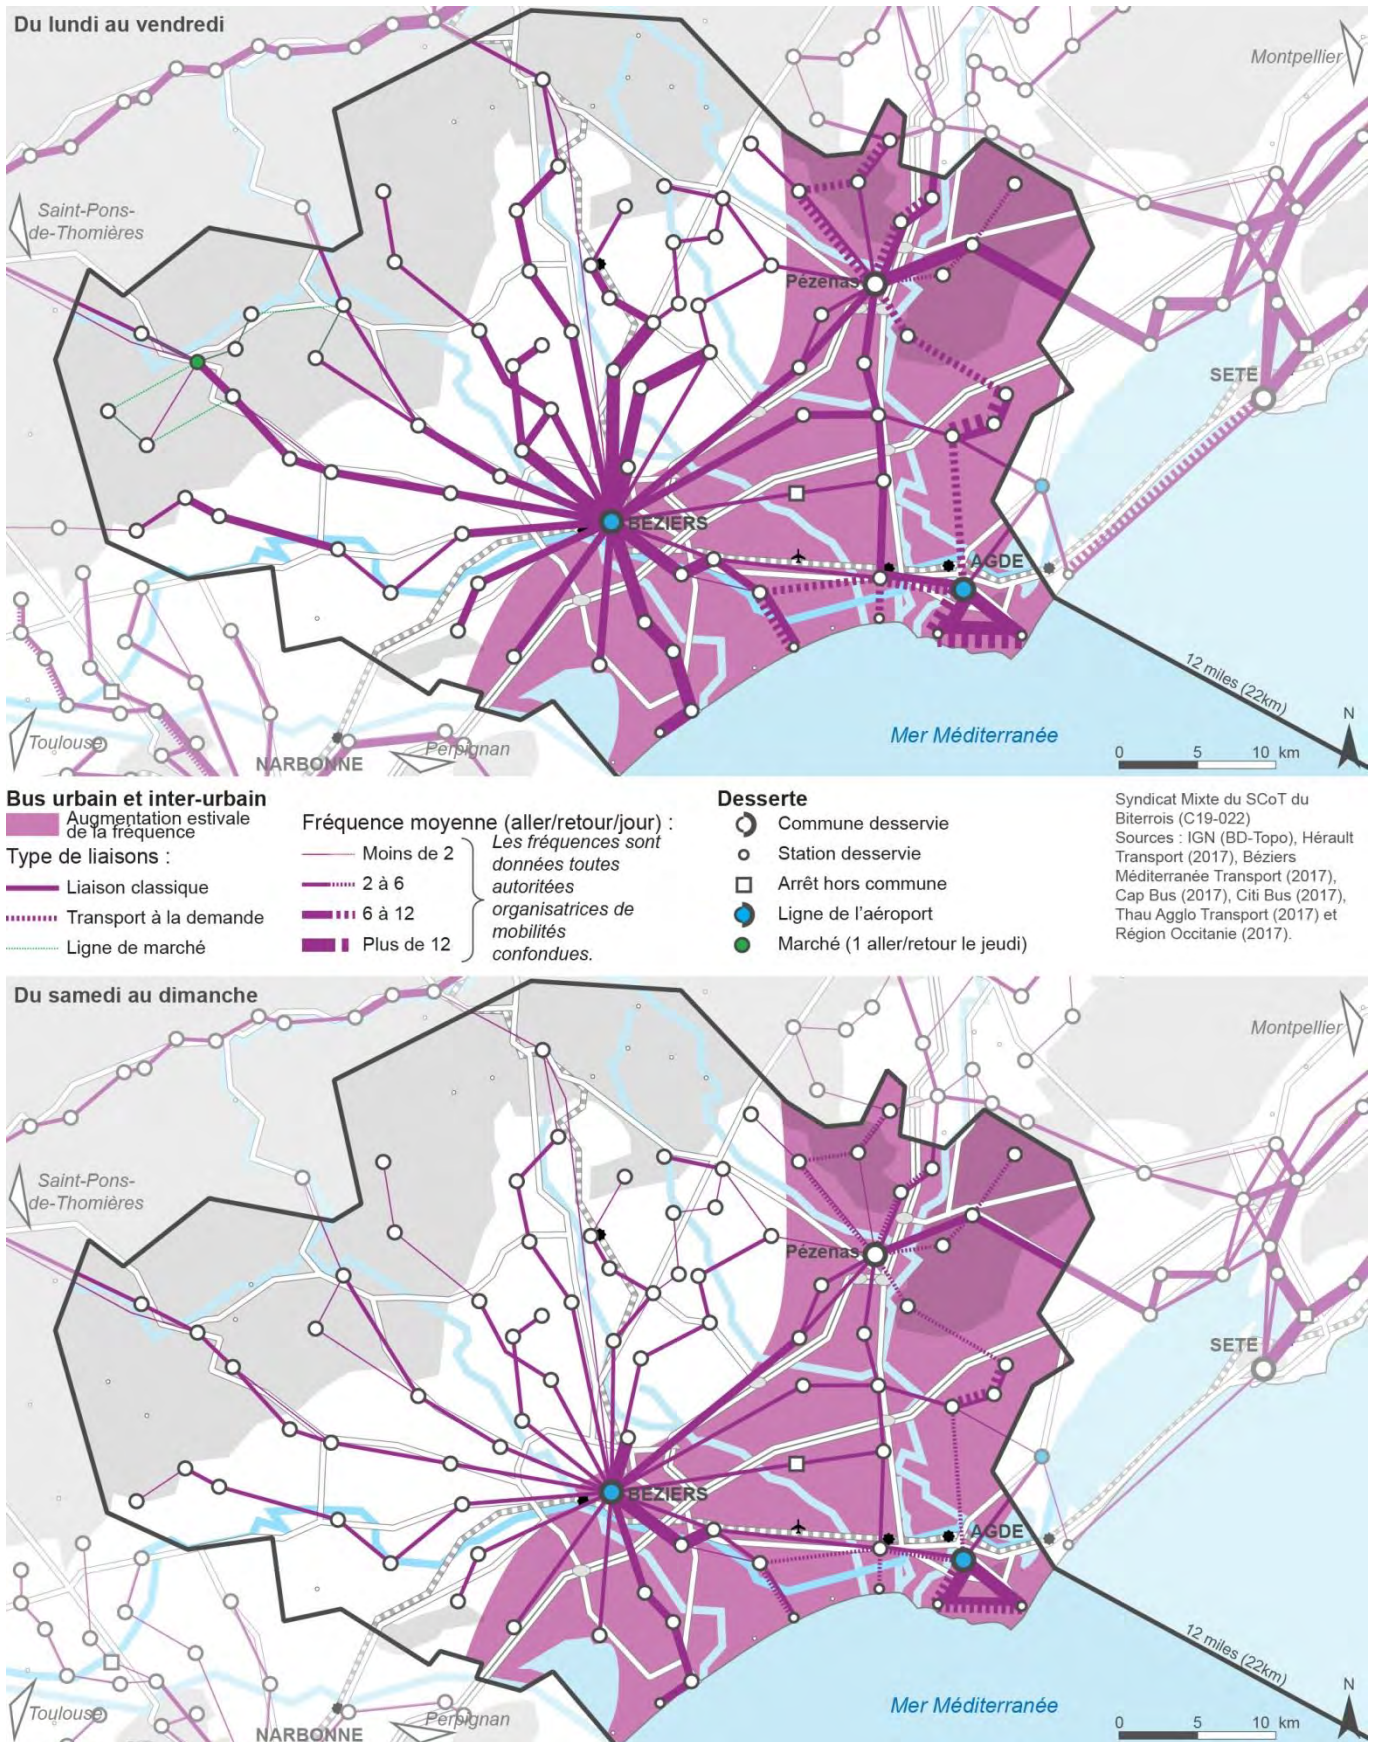 Du lundi au vendredi
Montpellier
Saint-Pons-
de-Thomières
Pézenas
SETE
BEZIERS
AGDE
12 miles (22km)
Toulouse
NARBONNE
Perpignan
Mer Méditerranée
N
0 5 10 km
Bus urbain et inter-urbain
Augmentation estivale
de la fréquence
Type de liaisons :
Liaison classique
Transport à la demande
Ligne de marché
Fréquence moyenne (aller/retour/jour) :
Moins de 2
2 à 6
6 à 12
Plus de 12
Les fréquences sont
données toutes
autoritées
organisatrices de
mobilités
confondues.
Desserte
Commune desservie
Station desservie
Arrêt hors commune
Ligne de l'aéroport
Marché (1 aller/retour le jeudi)
Syndicat Mixte du SCoT du
Biterrois (C19-022)
Sources : IGN (BD-Topo), Hérault
Transport (2017), Béziers
Méditerranée Transport (2017),
Cap Bus (2017), Citi Bus (2017),
Thau Agglo Transport (2017) et
Région Occitanie (2017).
Du samedi au dimanche
Montpellier
Saint-Pons-
de-Thomières
Pézenas
SETE
BEZIERS
AGDE
12 miles (22km)
Toulouse
NARBONNE
Perpignan
Mer Méditerranée
N
0 5 10 km